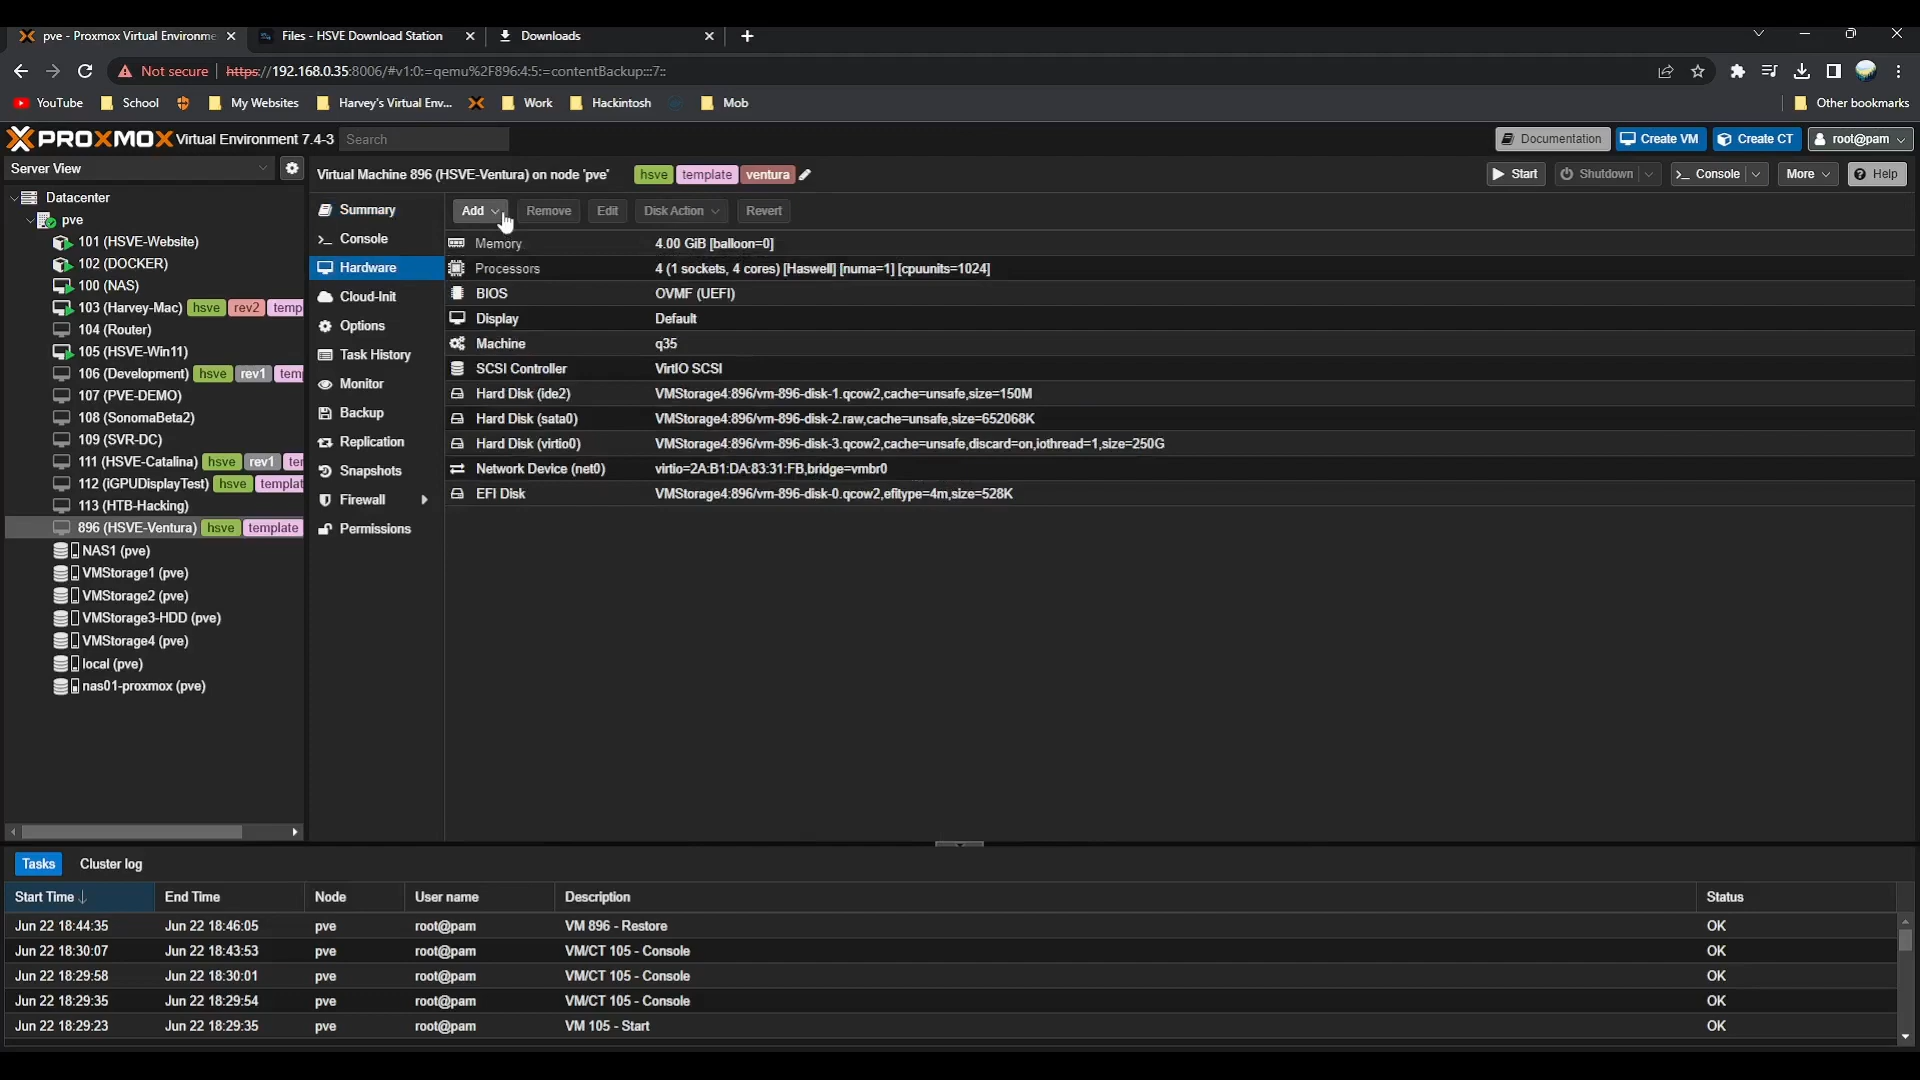 pve - Proxmox Virtual Environme
Files - HSVE Download Station
Downloads
Not secure https://192.168.0.35:8006/#v1:0:=qemu%2F896:4:5:=contentBackup:::7::
YouTube School My Websites Harvey's Virtual Env... Work Hackintosh Mob Other bookmarks
PROXMOX Virtual Environment 7.4-3 Search Documentation Create VM Create CT root@pam
Server View
Virtual Machine 896 (HSVE-Ventura) on node 'pve' hsve template ventura Start Shutdown Console More Help
Datacenter
pve
101 (HSVE-Website)
102 (DOCKER)
100 (NAS)
103 (Harvey-Mac) hsve rev2 temp
104 (Router)
105 (HSVE-Win11)
106 (Development) hsve rev1 tem
107 (PVE-DEMO)
108 (SonomaBeta2)
109 (SVR-DC)
111 (HSVE-Catalina) hsve rev1 ter
112 (iGPUDisplayTest) hsve templat
113 (HTB-Hacking)
896 (HSVE-Ventura) hsve template
NAS1 (pve)
VMStorage1 (pve)
VMStorage2 (pve)
VMStorage3-HDD (pve)
VMStorage4 (pve)
local (pve)
nas01-proxmox (pve)
Summary
Console
Hardware
Cloud-Init
Options
Task History
Monitor
Backup
Replication
Snapshots
Firewall
Permissions
Add Remove Edit Disk Action Revert
Memory 4.00 GiB [balloon=0]
Processors 4 (1 sockets, 4 cores) [Haswell] [numa=1] [cpuunits=1024]
BIOS OVMF (UEFI)
Display Default
Machine q35
SCSI Controller VirtIO SCSI
Hard Disk (ide2) VMStorage4:896/vm-896-disk-1.qcow2,cache=unsafe,size=150M
Hard Disk (sata0) VMStorage4:896/vm-896-disk-2.raw,cache=unsafe,size=652068K
Hard Disk (virtio0) VMStorage4:896/vm-896-disk-3.qcow2,cache=unsafe,discard=on,iothread=1,size=250G
Network Device (net0) virtio=2A:B1:DA:83:31:FB,bridge=vmbr0
EFI Disk VMStorage4:896/vm-896-disk-0.qcow2,efitype=4m,size=528K
Tasks Cluster log
Start Time End Time Node User name Description Status
Jun 22 18:44:35 Jun 22 18:46:05 pve root@pam VM 896 - Restore OK
Jun 22 18:30:07 Jun 22 18:43:53 pve root@pam VM/CT 105 - Console OK
Jun 22 18:29:58 Jun 22 18:30:01 pve root@pam VM/CT 105 - Console OK
Jun 22 18:29:35 Jun 22 18:29:54 pve root@pam VM/CT 105 - Console OK
Jun 22 18:29:23 Jun 22 18:29:35 pve root@pam VM 105 - Start OK